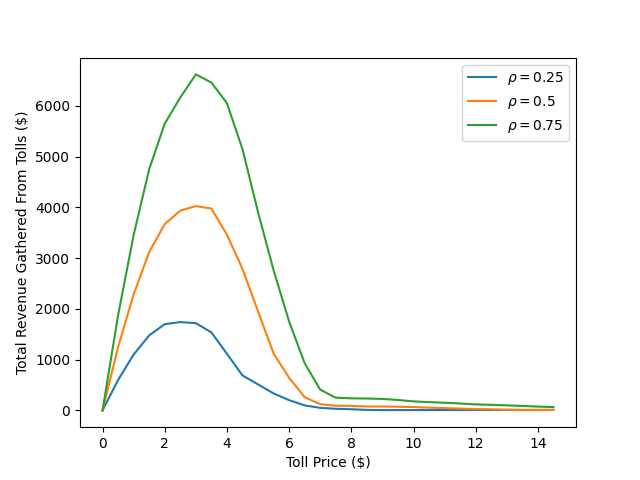 ρ = 0.25
ρ = 0.5
ρ = 0.75
Total Revenue Gathered From Tolls ($)
6000
5000
4000
3000
2000
1000
0
0 2 4 6 8 10 12 14
Toll Price ($)